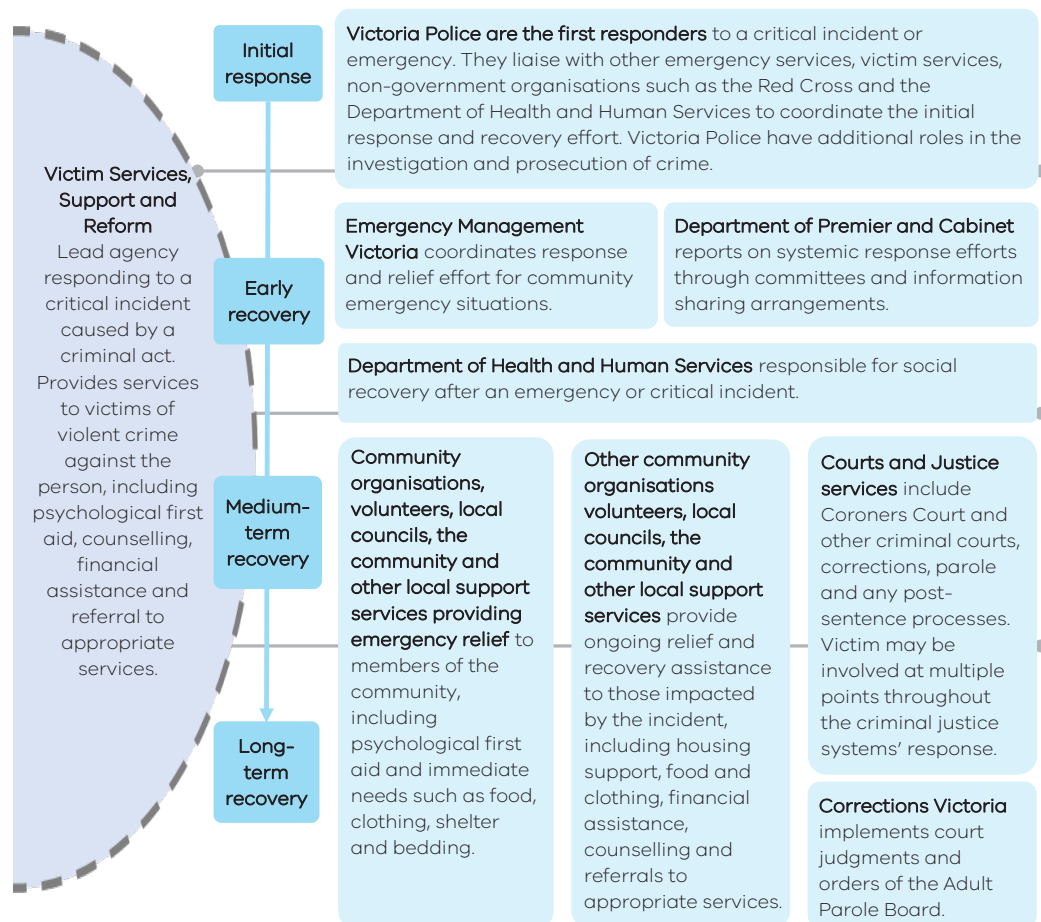 Victim Services,
Support and
Reform
Lead agency
responding to a
critical incident
caused by a
criminal act.
Provides services
to victims of
violent crime
against the
person, including
psychological first
aid, counselling,
financial
assistance and
referral to
appropriate
services.
Initial
response
Early
recovery
Medium-
term
recovery
Long-
term
recovery
Victoria Police are the first responders to a critical incident or
emergency. They liaise with other emergency services, victim services,
non-government organisations such as the Red Cross and the
Department of Health and Human Services to coordinate the initial
response and recovery effort. Victoria Police have additional roles in the
investigation and prosecution of crime.
Emergency Management
Victoria coordinates response
and relief effort for community
emergency situations.
Department of Premier and Cabinet
reports on systemic response efforts
through committees and information
sharing arrangements.
Department of Health and Human Services responsible for social
recovery after an emergency or critical incident.
Community
organisations,
volunteers, local
councils, the
community and
other local support
services providing
emergency relief to
members of the
community,
including
psychological first
aid and immediate
needs such as food,
clothing, shelter
and bedding.
Other community
organisations
volunteers, local
councils, the
community and
other local support
services provide
ongoing relief and
recovery assistance
to those impacted
by the incident,
including housing
support, food and
clothing, financial
assistance,
counselling and
referrals to
appropriate services.
Courts and Justice
services include
Coroners Court and
other criminal courts,
corrections, parole
and any post-
sentence processes.
Victim may be
involved at multiple
points throughout
the criminal justice
systems' response.
Corrections Victoria
implements court
judgments and
orders of the Adult
Parole Board.